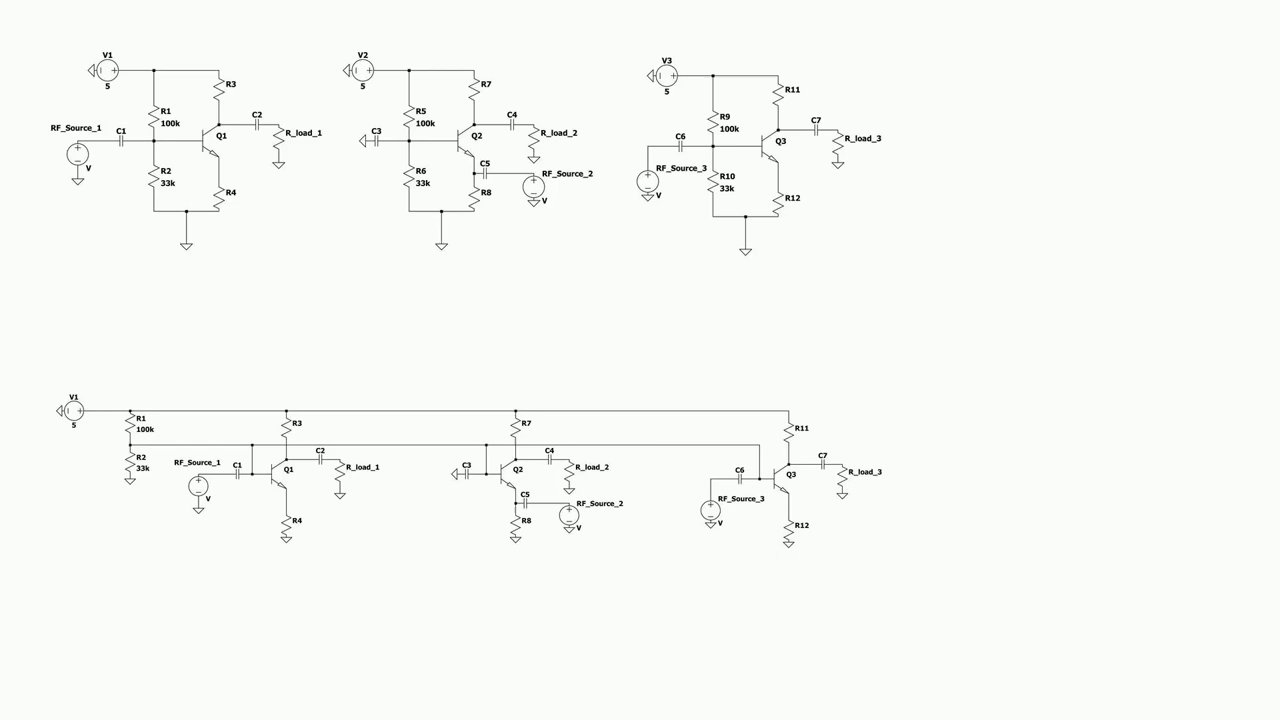 V1
5
R1
100k
R3
RF_Source_1
V
C1
C2
Q1
R_load_1
R2
33k
R4
V2
5
R5
100k
R7
C3
C4
Q2
R_load_2
R6
33k
C5
RF_Source_2
V
R8
V3
5
R9
100k
R11
C6
C7
Q3
R_load_3
RF_Source_3
V
R10
33k
R12
V1
5
R1
100k
R2
33k
R3
RF_Source_1
V
C1
C2
Q1
R_load_1
R4
R7
C3
C4
Q2
R_load_2
C5
RF_Source_2
V
R8
R11
C6
C7
Q3
R_load_3
RF_Source_3
V
R12